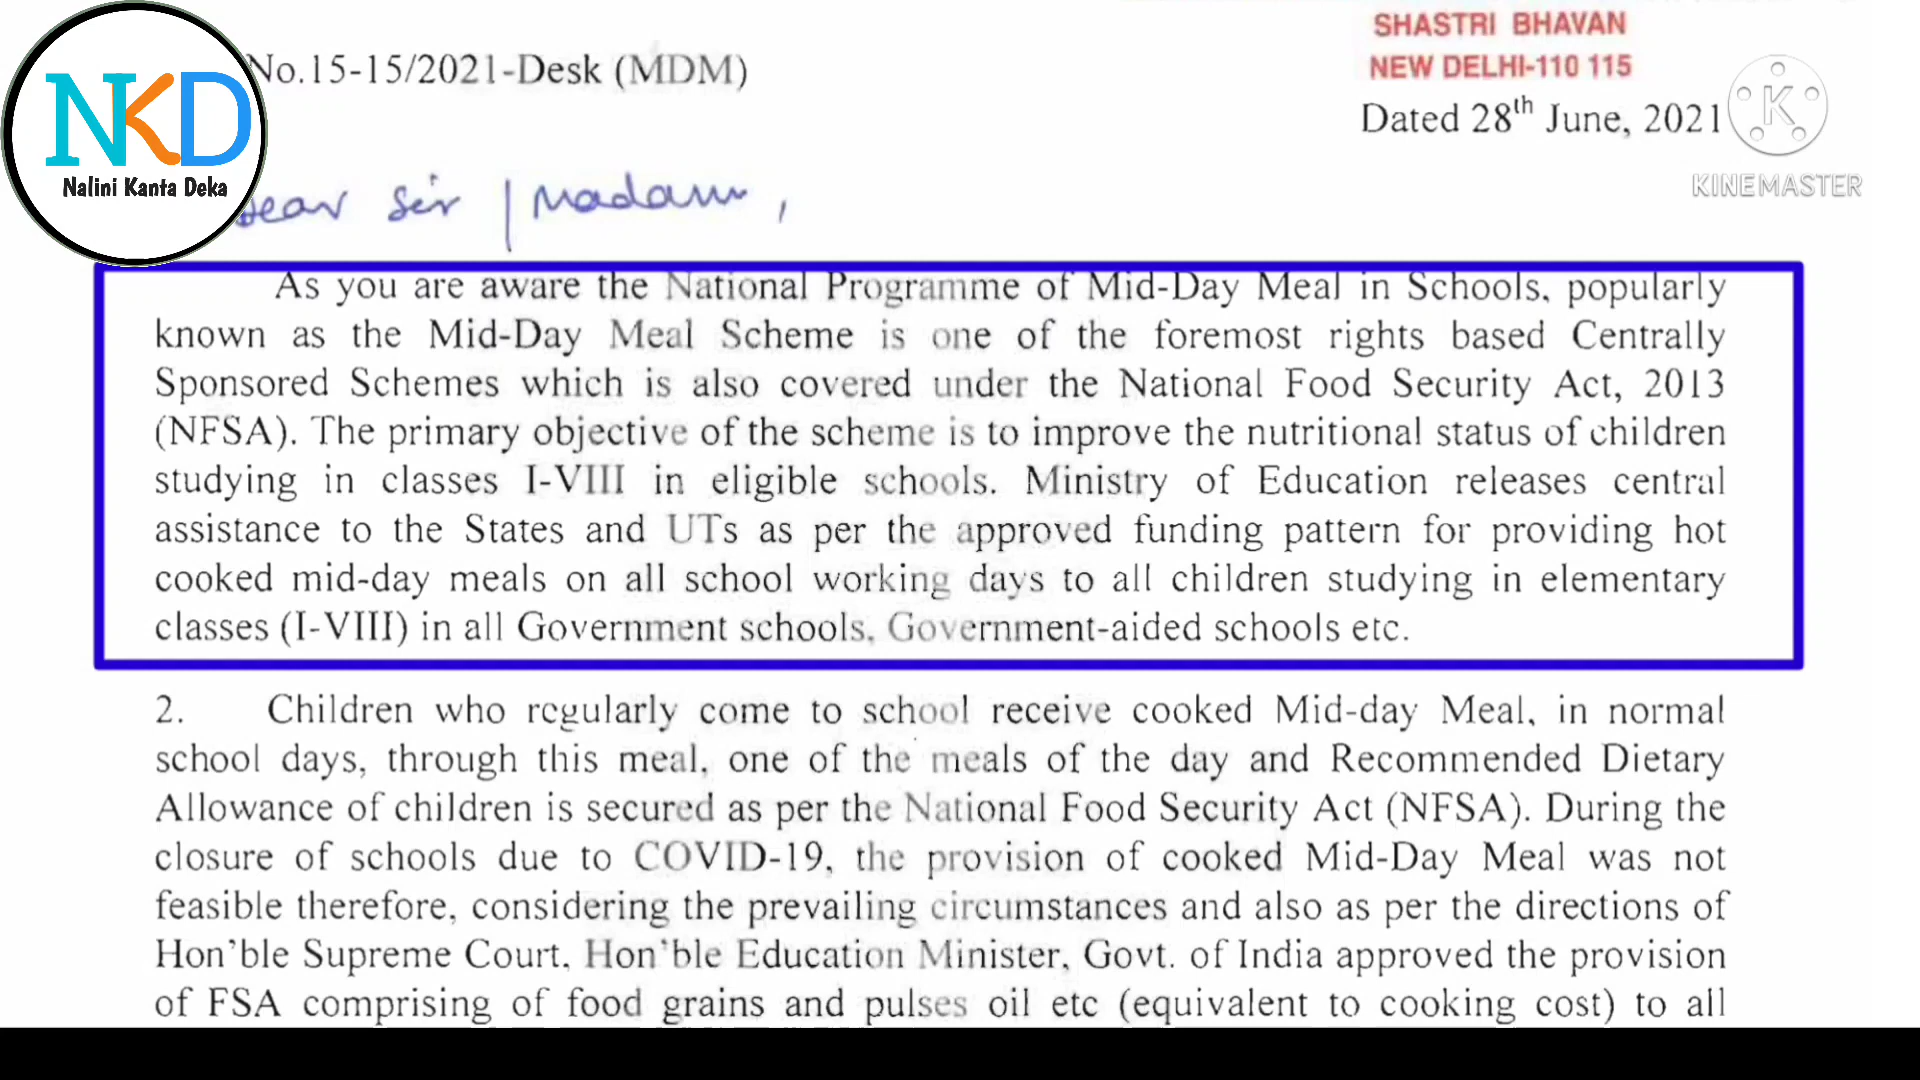 SHASTRI BHAVAN
No.15-15/2021-Desk (MDM)
NEW DELHI-110 115
Dated 28th June, 2021
K
KINEMASTER
NKD
Nalini Kanta Deka
Dear Sir / Madam,
As you are aware the National Programme of Mid-Day Meal in Schools, popularly
known as the Mid-Day Meal Scheme is one of the foremost rights based Centrally
Sponsored Schemes which is also covered under the National Food Security Act, 2013
(NFSA). The primary objective of the scheme is to improve the nutritional status of children
studying in classes I-VIII in eligible schools. Ministry of Education releases central
assistance to the States and UTs as per the approved funding pattern for providing hot
cooked mid-day meals on all school working days to all children studying in elementary
classes (I-VIII) in all Government schools, Government-aided schools etc.
2. Children who regularly come to school receive cooked Mid-day Meal, in normal
school days, through this meal, one of the meals of the day and Recommended Dietary
Allowance of children is secured as per the National Food Security Act (NFSA). During the
closure of schools due to COVID-19, the provision of cooked Mid-Day Meal was not
feasible therefore, considering the prevailing circumstances and also as per the directions of
Hon'ble Supreme Court, Hon'ble Education Minister, Govt. of India approved the provision
of FSA comprising of food grains and pulses oil etc (equivalent to cooking cost) to all